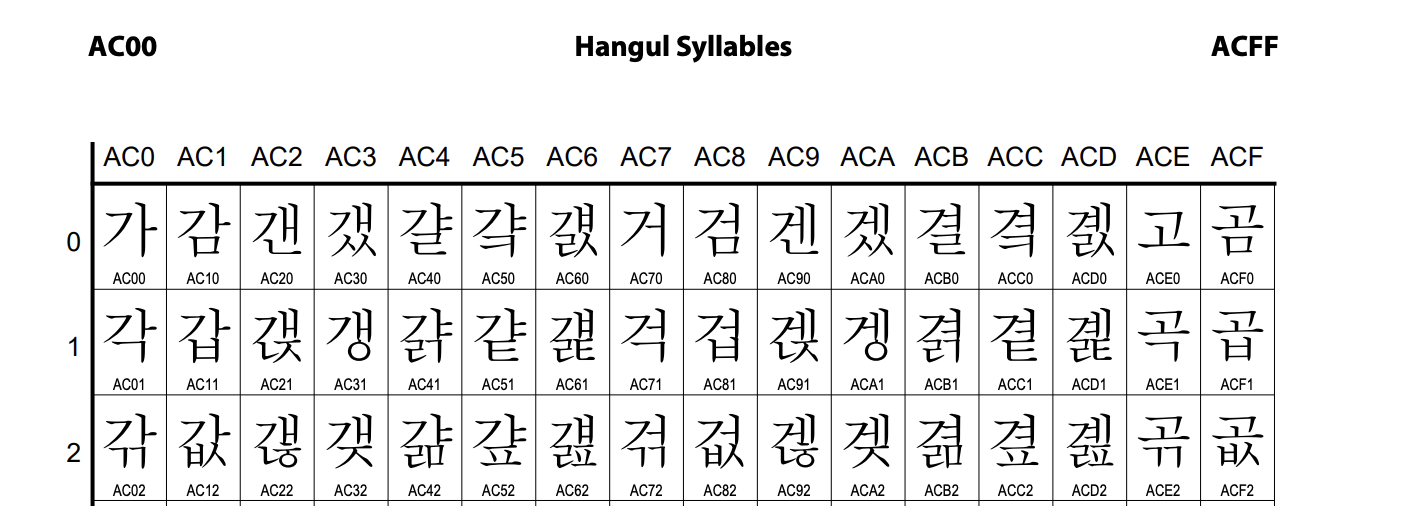 AC00 Hangul Syllables ACFF
AC0 AC1 AC2 AC3 AC4 AC5 AC6 AC7 AC8 AC9 ACA ACB ACC ACD ACE ACF
0 가 감 갠 갰 걀 걐 걠 거 검 겐 겠 결 곀 곐 고 곰
AC00 AC10 AC20 AC30 AC40 AC50 AC60 AC70 AC80 AC90 ACA0 ACB0 ACC0 ACD0 ACE0 ACF0
1 각 갑 갡 갱 걁 걑 걡 걱 겁 겑 겡 겱 곁 곑 곡 곱
AC01 AC11 AC21 AC31 AC41 AC51 AC61 AC71 AC81 AC91 ACA1 ACB1 ACC1 ACD1 ACE1 ACF1
2 갂 값 갢 갲 걂 걒 걢 걲 겂 겒 겢 겲 곂 곒 곢 곲
AC02 AC12 AC22 AC32 AC42 AC52 AC62 AC72 AC82 AC92 ACA2 ACB2 ACC2 ACD2 ACE2 ACF2